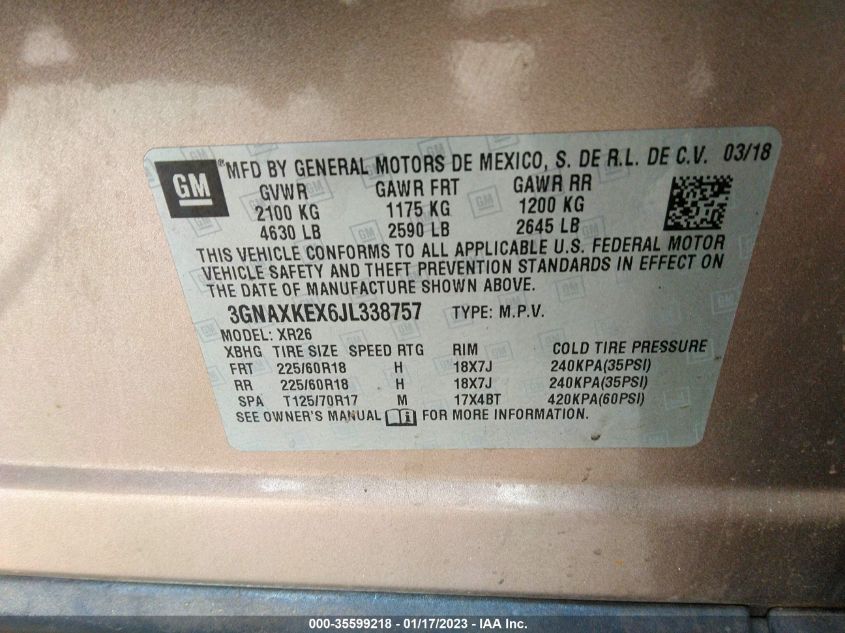 GM ® MFD BY GENERAL MOTORS DE MEXICO, S. DE R.L. DE C.V. 03/18
GVWR GAWR FRT GAWR RR
2100 KG 1175 KG 1200 KG
4630 LB 2590 LB 2645 LB
THIS VEHICLE CONFORMS TO ALL APPLICABLE U.S. FEDERAL MOTOR
VEHICLE SAFETY AND THEFT PREVENTION STANDARDS IN EFFECT ON
THE DATE OF MANUFACTURE SHOWN ABOVE.
3GNAXKEX6JL338757 TYPE: M.P.V.
MODEL: XR26
XBHG TIRE SIZE SPEED RTG RIM COLD TIRE PRESSURE
FRT 225/60R18 H 18X7J 240KPA(35PSI)
RR 225/60R18 H 18X7J 240KPA(35PSI)
SPA T125/70R17 M 17X4BT 420KPA(60PSI)
SEE OWNER'S MANUAL FOR MORE INFORMATION.
000-35599218 - 01/17/2023 - IAA Inc.